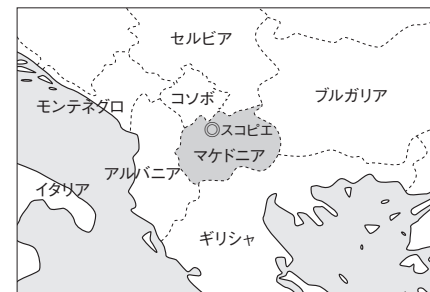 セルビア
コソボ
ブルガリア
モンテネグロ
◎スコピエ
マケドニア
アルバニア
イタリア
ギリシャ